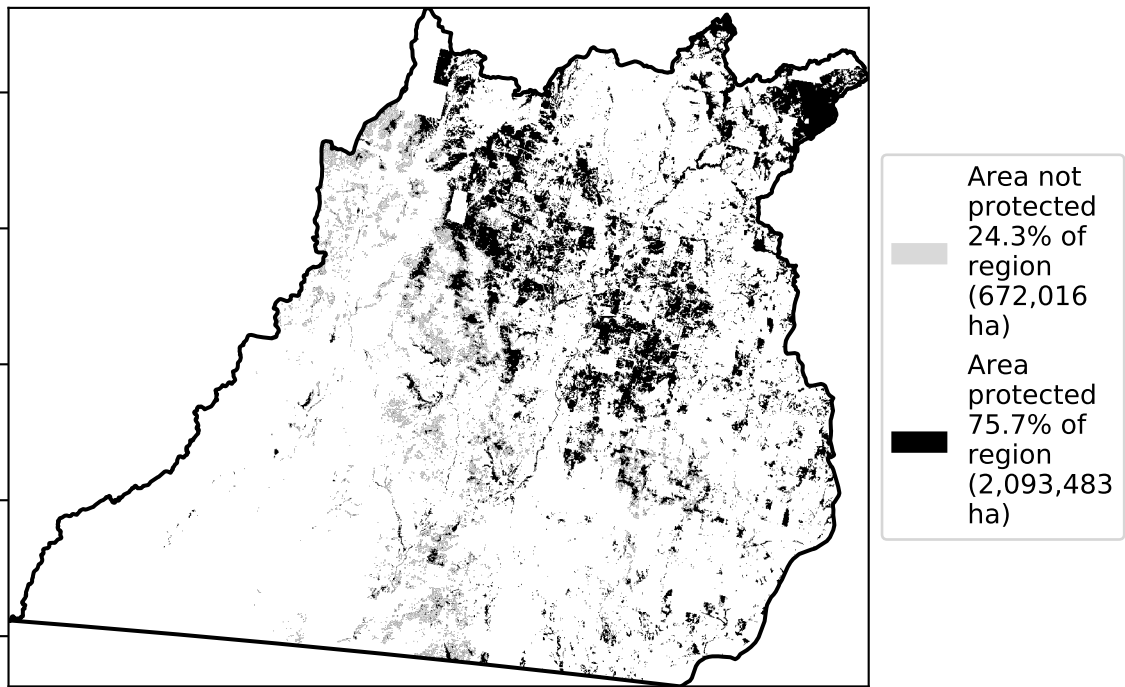 Area not
protected
24.3% of
region
(672,016
ha)
Area
protected
75.7% of
region
(2,093,483
ha)